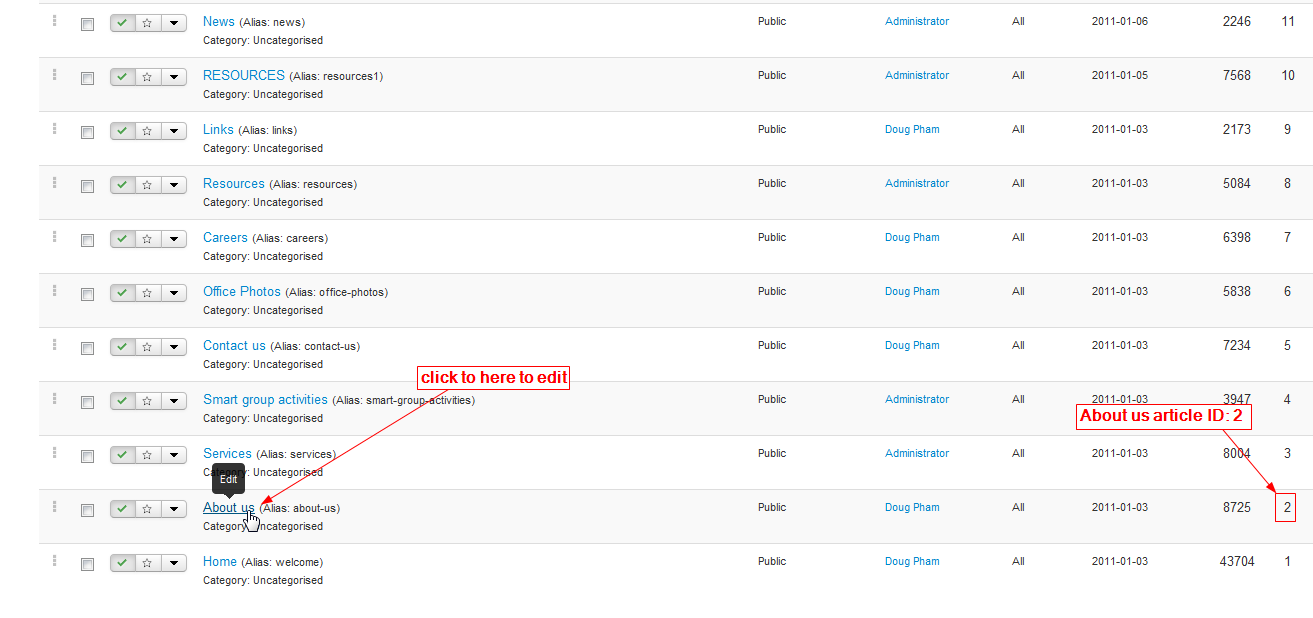 News (Alias: news) Public Administrator All 2011-01-06 2246 11
Category: Uncategorised
RESOURCES (Alias: resources1) Public Administrator All 2011-01-05 7568 10
Category: Uncategorised
Links (Alias: links) Public Doug Pham All 2011-01-03 2173 9
Category: Uncategorised
Resources (Alias: resources) Public Administrator All 2011-01-03 5084 8
Category: Uncategorised
Careers (Alias: careers) Public Doug Pham All 2011-01-03 6398 7
Category: Uncategorised
Office Photos (Alias: office-photos) Public Doug Pham All 2011-01-03 5838 6
Category: Uncategorised
Contact us (Alias: contact-us) Public Doug Pham All 2011-01-03 7234 5
Category: Uncategorised
click to here to edit
Smart group activities (Alias: smart-group-activities) Public Administrator All 2011-01-03 3947 4
Category: Uncategorised
About us article ID: 2
Services (Alias: services) Public Administrator All 2011-01-03 8004 3
Category: Uncategorised
Edit
About us (Alias: about-us) Public Doug Pham All 2011-01-03 8725 2
Category: Uncategorised
Home (Alias: welcome) Public Doug Pham All 2011-01-03 43704 1
Category: Uncategorised